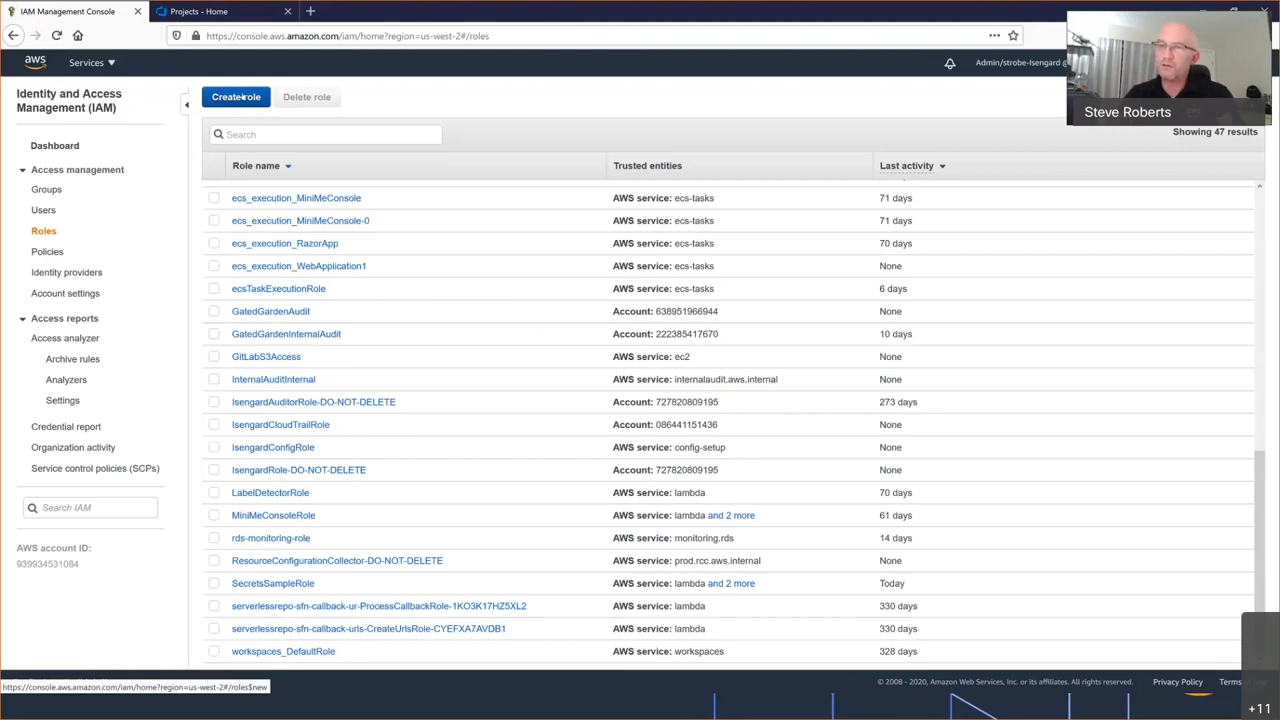 IAM Management Console
Projects - Home
https://console.aws.amazon.com/iam/home?region=us-west-2#/roles
aws
Services
Admin/strobe-Isengard @
Steve Roberts
Identity and Access
Management (IAM)
Dashboard
Access management
Groups
Users
Roles
Policies
Identity providers
Account settings
Access reports
Access analyzer
Archive rules
Analyzers
Settings
Credential report
Organization activity
Service control policies (SCPs)
Search IAM
AWS account ID:
939934531084
Create role
Delete role
Search
Showing 47 results
Role name Trusted entities Last activity
ecs_execution_MiniMeConsole AWS service: ecs-tasks 71 days
ecs_execution_MiniMeConsole-0 AWS service: ecs-tasks 71 days
ecs_execution_RazorApp AWS service: ecs-tasks 70 days
ecs_execution_WebApplication1 AWS service: ecs-tasks None
ecsTaskExecutionRole AWS service: ecs-tasks 6 days
GatedGardenAudit Account: 638951966944 None
GatedGardenInternalAudit Account: 222385417670 10 days
GitLabS3Access AWS service: ec2 None
InternalAuditInternal AWS service: internalaudit.aws.internal None
IsengardAuditorRole-DO-NOT-DELETE Account: 727820809195 273 days
IsengardCloudTrailRole Account: 086441151436 None
IsengardConfigRole AWS service: config-setup None
IsengardRole-DO-NOT-DELETE Account: 727820809195 None
LabelDetectorRole AWS service: lambda 70 days
MiniMeConsoleRole AWS service: lambda and 2 more 61 days
rds-monitoring-role AWS service: monitoring.rds 14 days
ResourceConfigurationCollector-DO-NOT-DELETE AWS service: prod.rcc.aws.internal None
SecretsSampleRole AWS service: lambda and 2 more Today
serverlessrepo-sfn-callback-ur-ProcessCallbackRole-1KO3K17HZ5XL2 AWS service: lambda 330 days
serverlessrepo-sfn-callback-urls-CreateUrlsRole-CYEFXA7AVDB1 AWS service: lambda 330 days
workspaces_DefaultRole AWS service: workspaces 328 days
https://console.aws.amazon.com/iam/home?region=us-west-2#/roles$new
© 2008 - 2020, Amazon Web Services, Inc. or its affiliates. All rights reserved.
Privacy Policy
Terms
+11